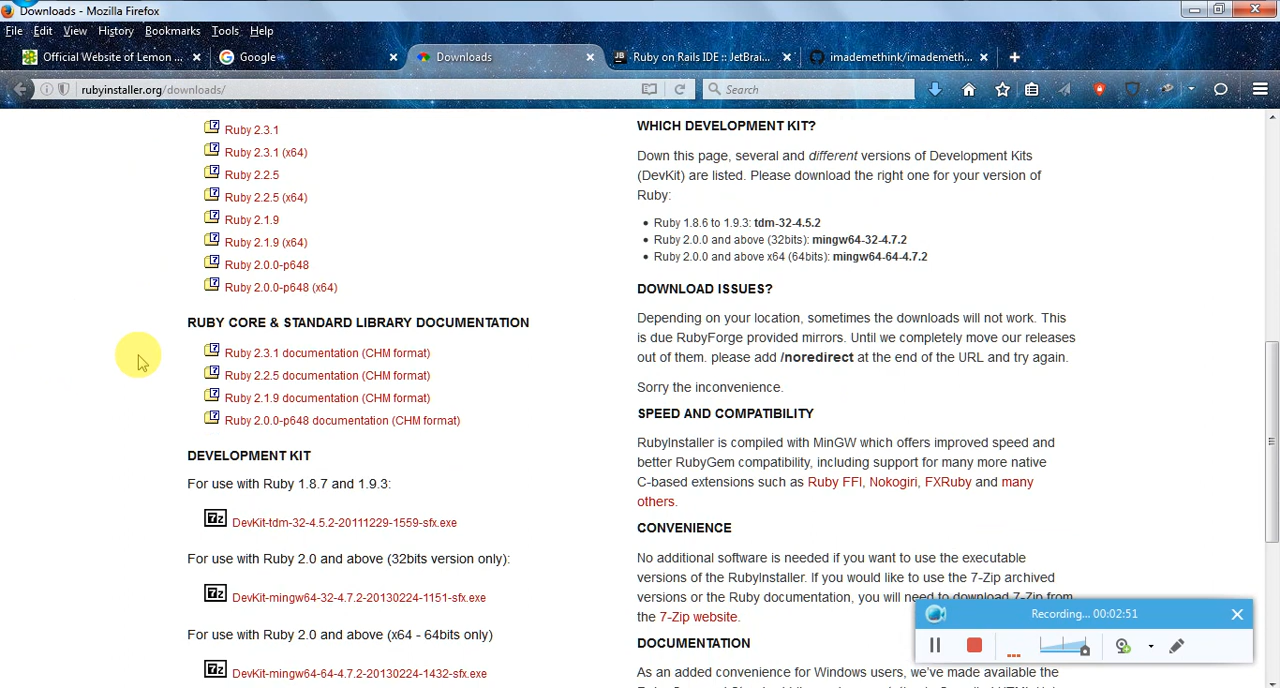 Downloads - Mozilla Firefox
File Edit View History Bookmarks Tools Help
Official Website of Lemon ...
Google
Downloads
Ruby on Rails IDE :: JetBrai...
imademethink/imademeth...
rubyinstaller.org/downloads/
Search
Ruby 2.3.1
Ruby 2.3.1 (x64)
Ruby 2.2.5
Ruby 2.2.5 (x64)
Ruby 2.1.9
Ruby 2.1.9 (x64)
Ruby 2.0.0-p648
Ruby 2.0.0-p648 (x64)
RUBY CORE & STANDARD LIBRARY DOCUMENTATION
Ruby 2.3.1 documentation (CHM format)
Ruby 2.2.5 documentation (CHM format)
Ruby 2.1.9 documentation (CHM format)
Ruby 2.0.0-p648 documentation (CHM format)
DEVELOPMENT KIT
For use with Ruby 1.8.7 and 1.9.3:
7z DevKit-tdm-32-4.5.2-20111229-1559-sfx.exe
For use with Ruby 2.0 and above (32bits version only):
7z DevKit-mingw64-32-4.7.2-20130224-1151-sfx.exe
For use with Ruby 2.0 and above (x64 - 64bits only)
7z DevKit-mingw64-64-4.7.2-20130224-1432-sfx.exe
WHICH DEVELOPMENT KIT?
Down this page, several and different versions of Development Kits
(DevKit) are listed. Please download the right one for your version of
Ruby:
• Ruby 1.8.6 to 1.9.3: tdm-32-4.5.2
• Ruby 2.0.0 and above (32bits): mingw64-32-4.7.2
• Ruby 2.0.0 and above x64 (64bits): mingw64-64-4.7.2
DOWNLOAD ISSUES?
Depending on your location, sometimes the downloads will not work. This
is due RubyForge provided mirrors. Until we completely move our releases
out of them. please add /noredirect at the end of the URL and try again.
Sorry the inconvenience.
SPEED AND COMPATIBILITY
RubyInstaller is compiled with MinGW which offers improved speed and
better RubyGem compatibility, including support for many more native
C-based extensions such as Ruby FFI, Nokogiri, FXRuby and many
others.
CONVENIENCE
No additional software is needed if you want to use the executable
versions of the RubyInstaller. If you would like to use the 7-Zip archived
versions or the Ruby documentation, you will need to download 7-Zip from
the 7-Zip website.
DOCUMENTATION
As an added convenience for Windows users, we've made available the
Recording... 00:02:51